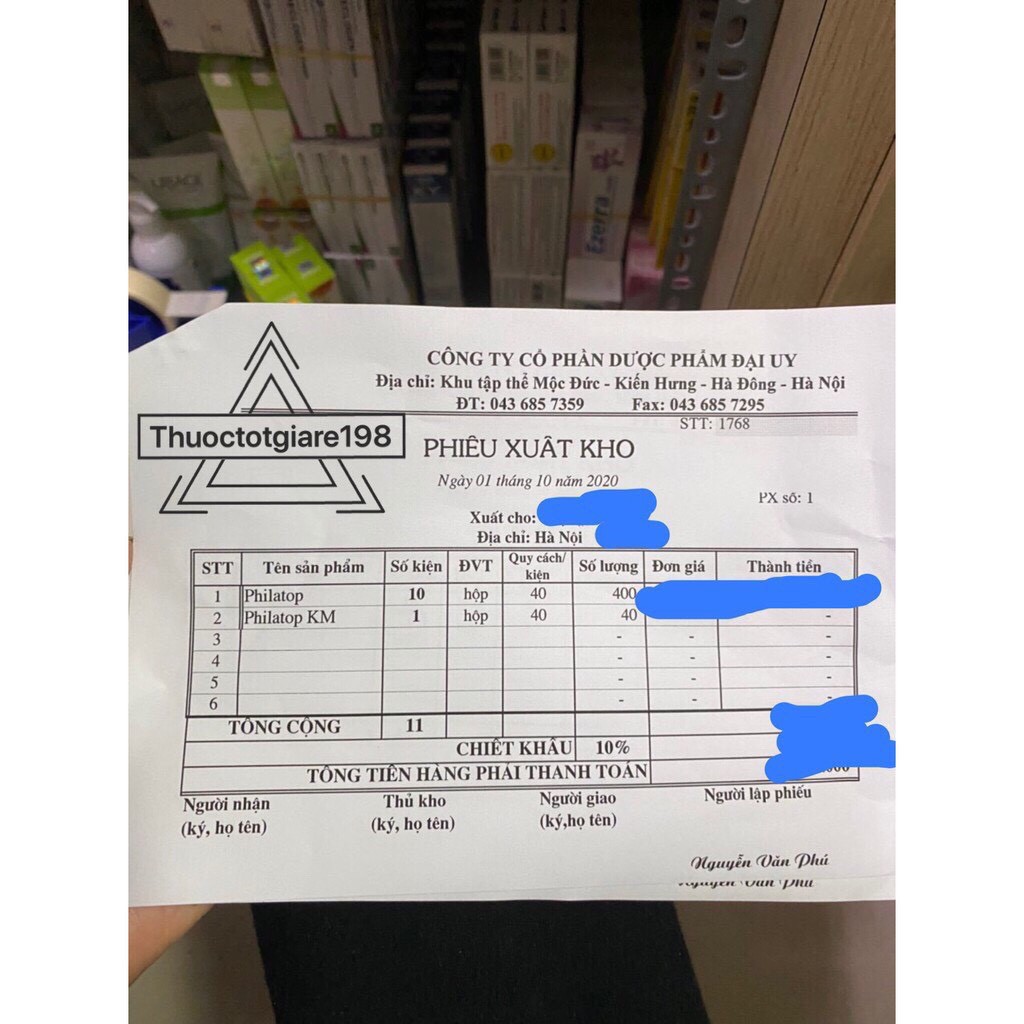 URIAGE
Ezerra
CÔNG TY CỔ PHẦN DƯỢC PHẨM ĐẠI UY
Địa chỉ: Khu tập thể Mộc Đức - Kiến Hưng - Hà Đông - Hà Nội
ĐT: 043 685 7359 Fax: 043 685 7295
STT: 1768
Thuoctotgiare198
PHIẾU XUẤT KHO
Ngày 01 tháng 10 năm 2020
PX số: 1
Xuất cho:
Địa chỉ: Hà Nội
STT Tên sản phẩm Số kiện ĐVT Quy cách/ kiện Số lượng Đơn giá Thành tiền
1 Philatop 10 hộp 40 400
2 Philatop KM 1 hộp 40 40 -
3 - - -
4 - - -
5 - - -
6 - - -
TỔNG CỘNG 11
CHIẾT KHẤU 10%
TỔNG TIỀN HÀNG PHẢI THANH TOÁN
Người nhận Thủ kho Người giao Người lập phiếu
(ký, họ tên) (ký, họ tên) (ký,họ tên)
Nguyễn Văn Phú
Nguyễn Văn Phú